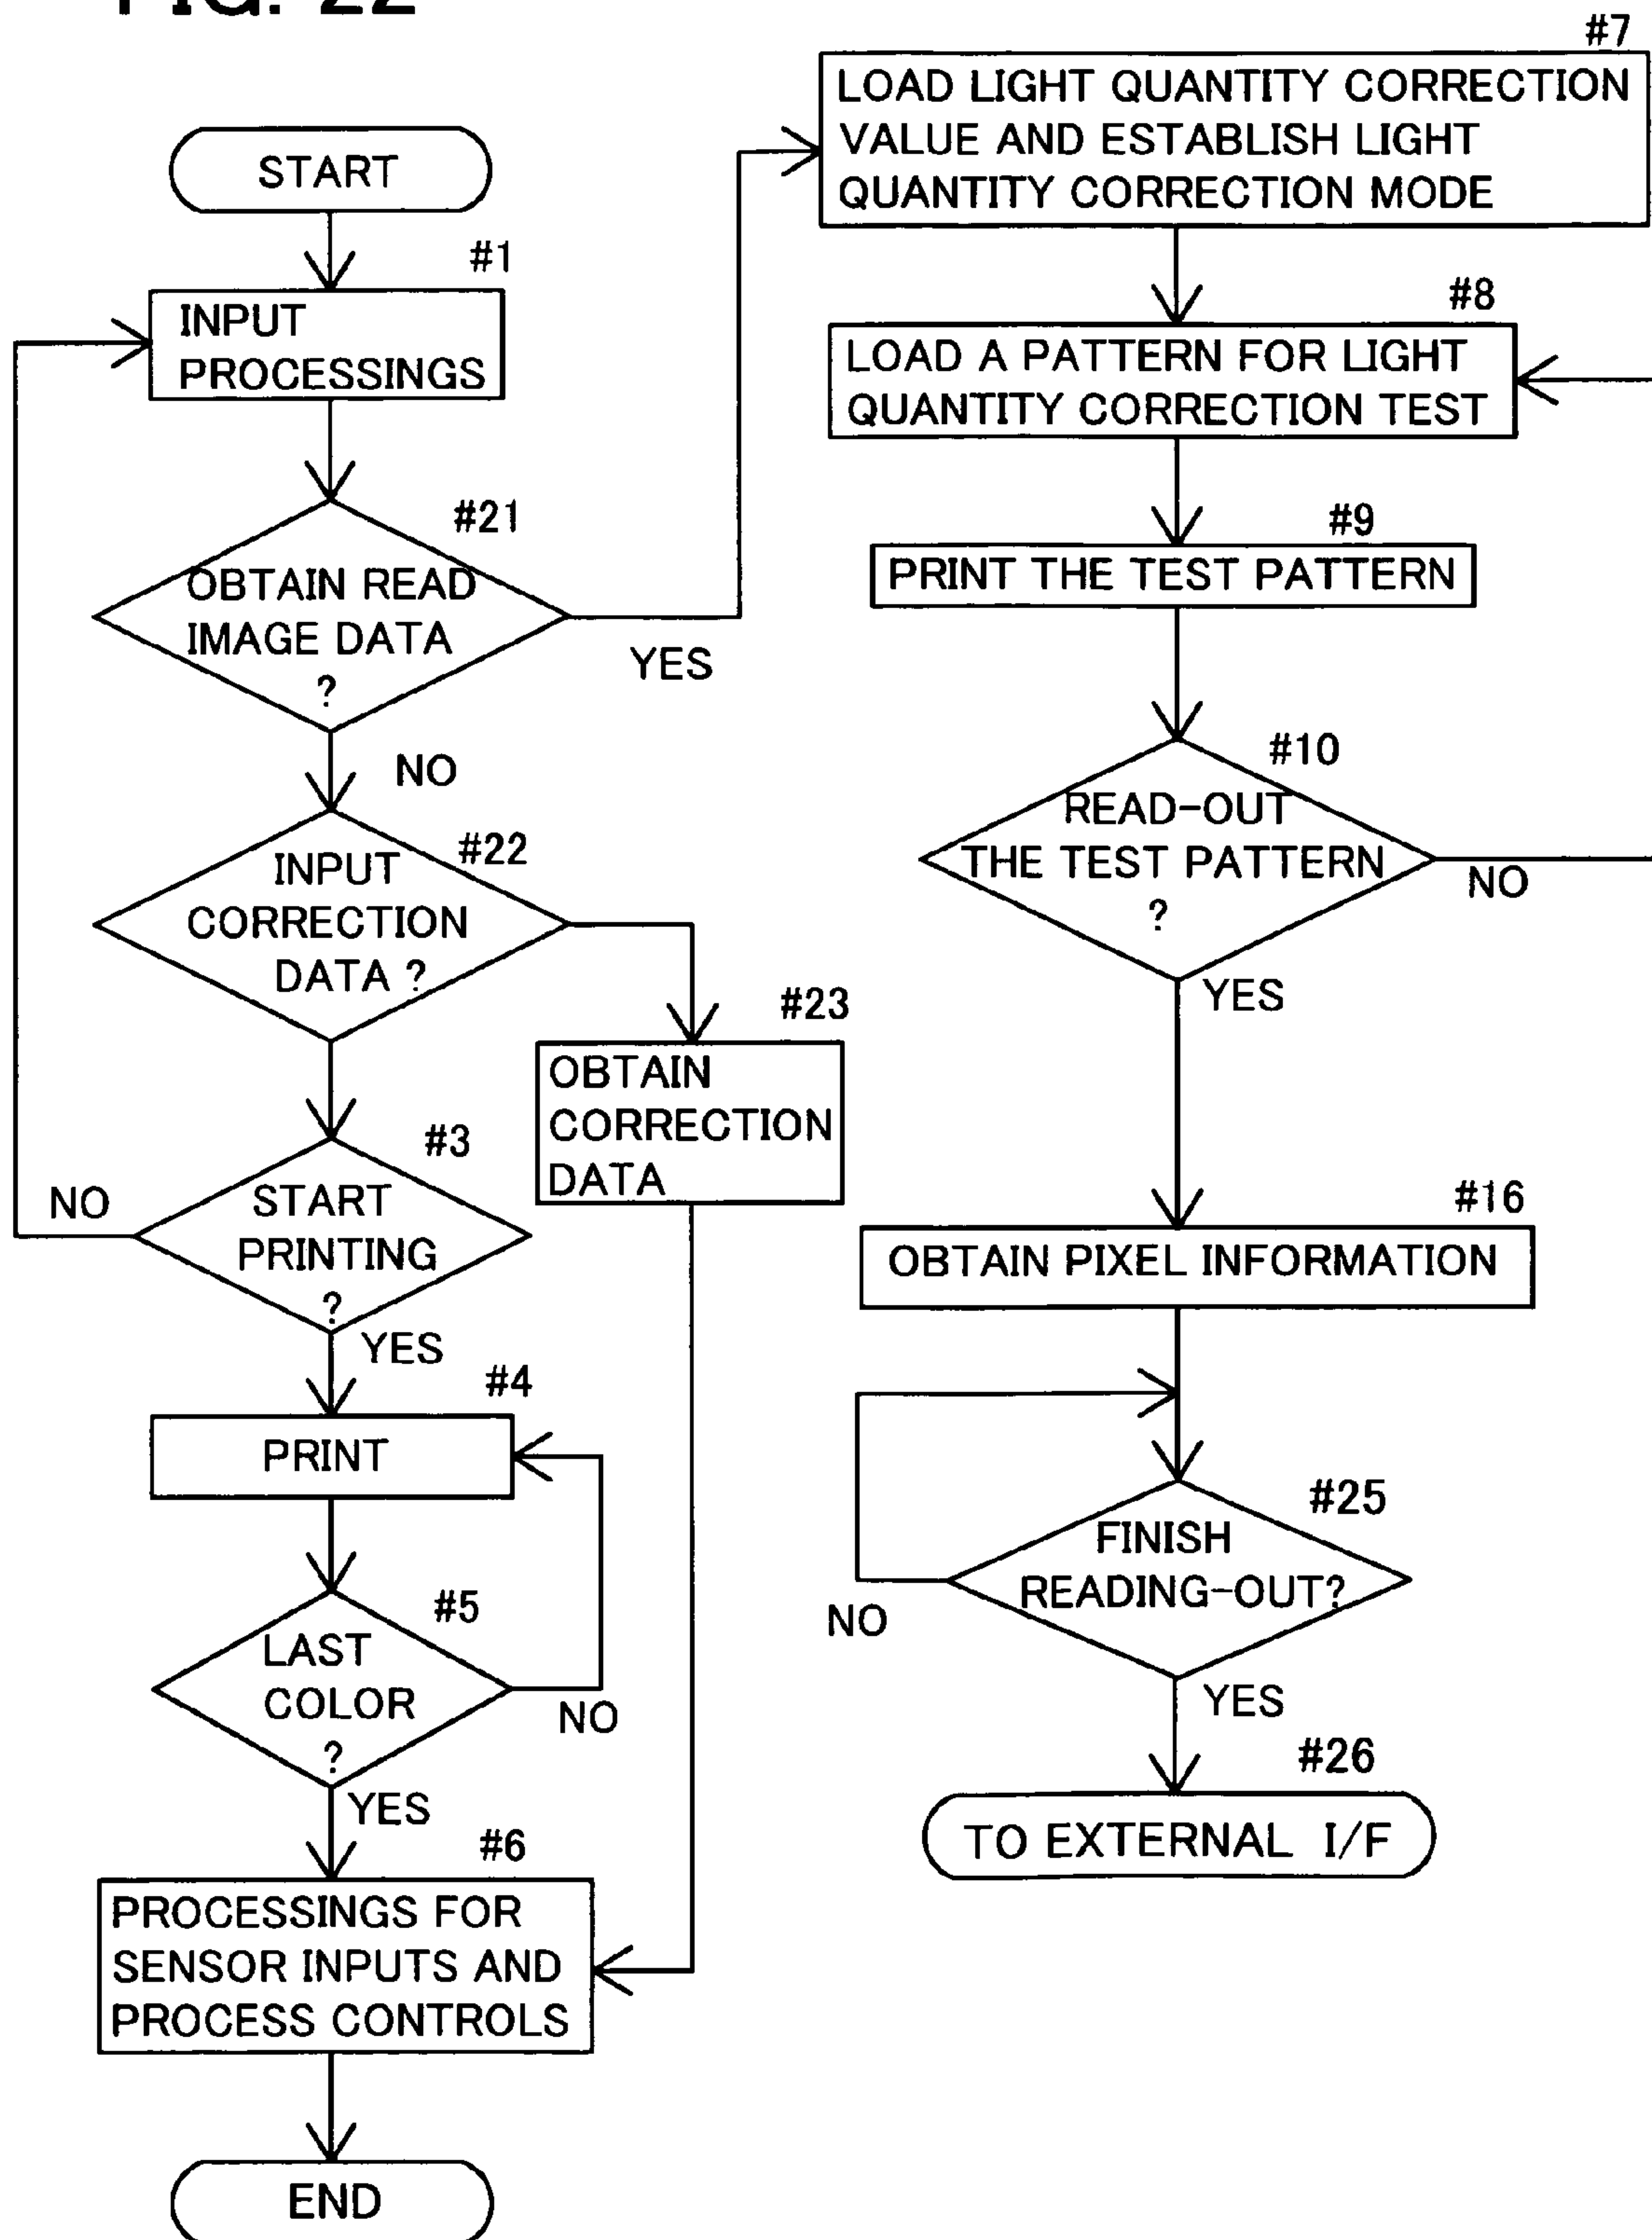 FIG. 22
START
#1
INPUT
PROCESSINGS
#21
OBTAIN READ
IMAGE DATA
?
YES
NO
#22
INPUT
CORRECTION
DATA ?
#23
OBTAIN
CORRECTION
DATA
#3
START
PRINTING
?
NO
YES
#4
PRINT
#5
LAST
COLOR
?
NO
YES
#6
PROCESSINGS FOR
SENSOR INPUTS AND
PROCESS CONTROLS
END
#7
LOAD LIGHT QUANTITY CORRECTION
VALUE AND ESTABLISH LIGHT
QUANTITY CORRECTION MODE
#8
LOAD A PATTERN FOR LIGHT
QUANTITY CORRECTION TEST
#9
PRINT THE TEST PATTERN
#10
READ-OUT
THE TEST PATTERN
?
NO
YES
#16
OBTAIN PIXEL INFORMATION
#25
FINISH
READING-OUT?
NO
YES
#26
TO EXTERNAL I/F